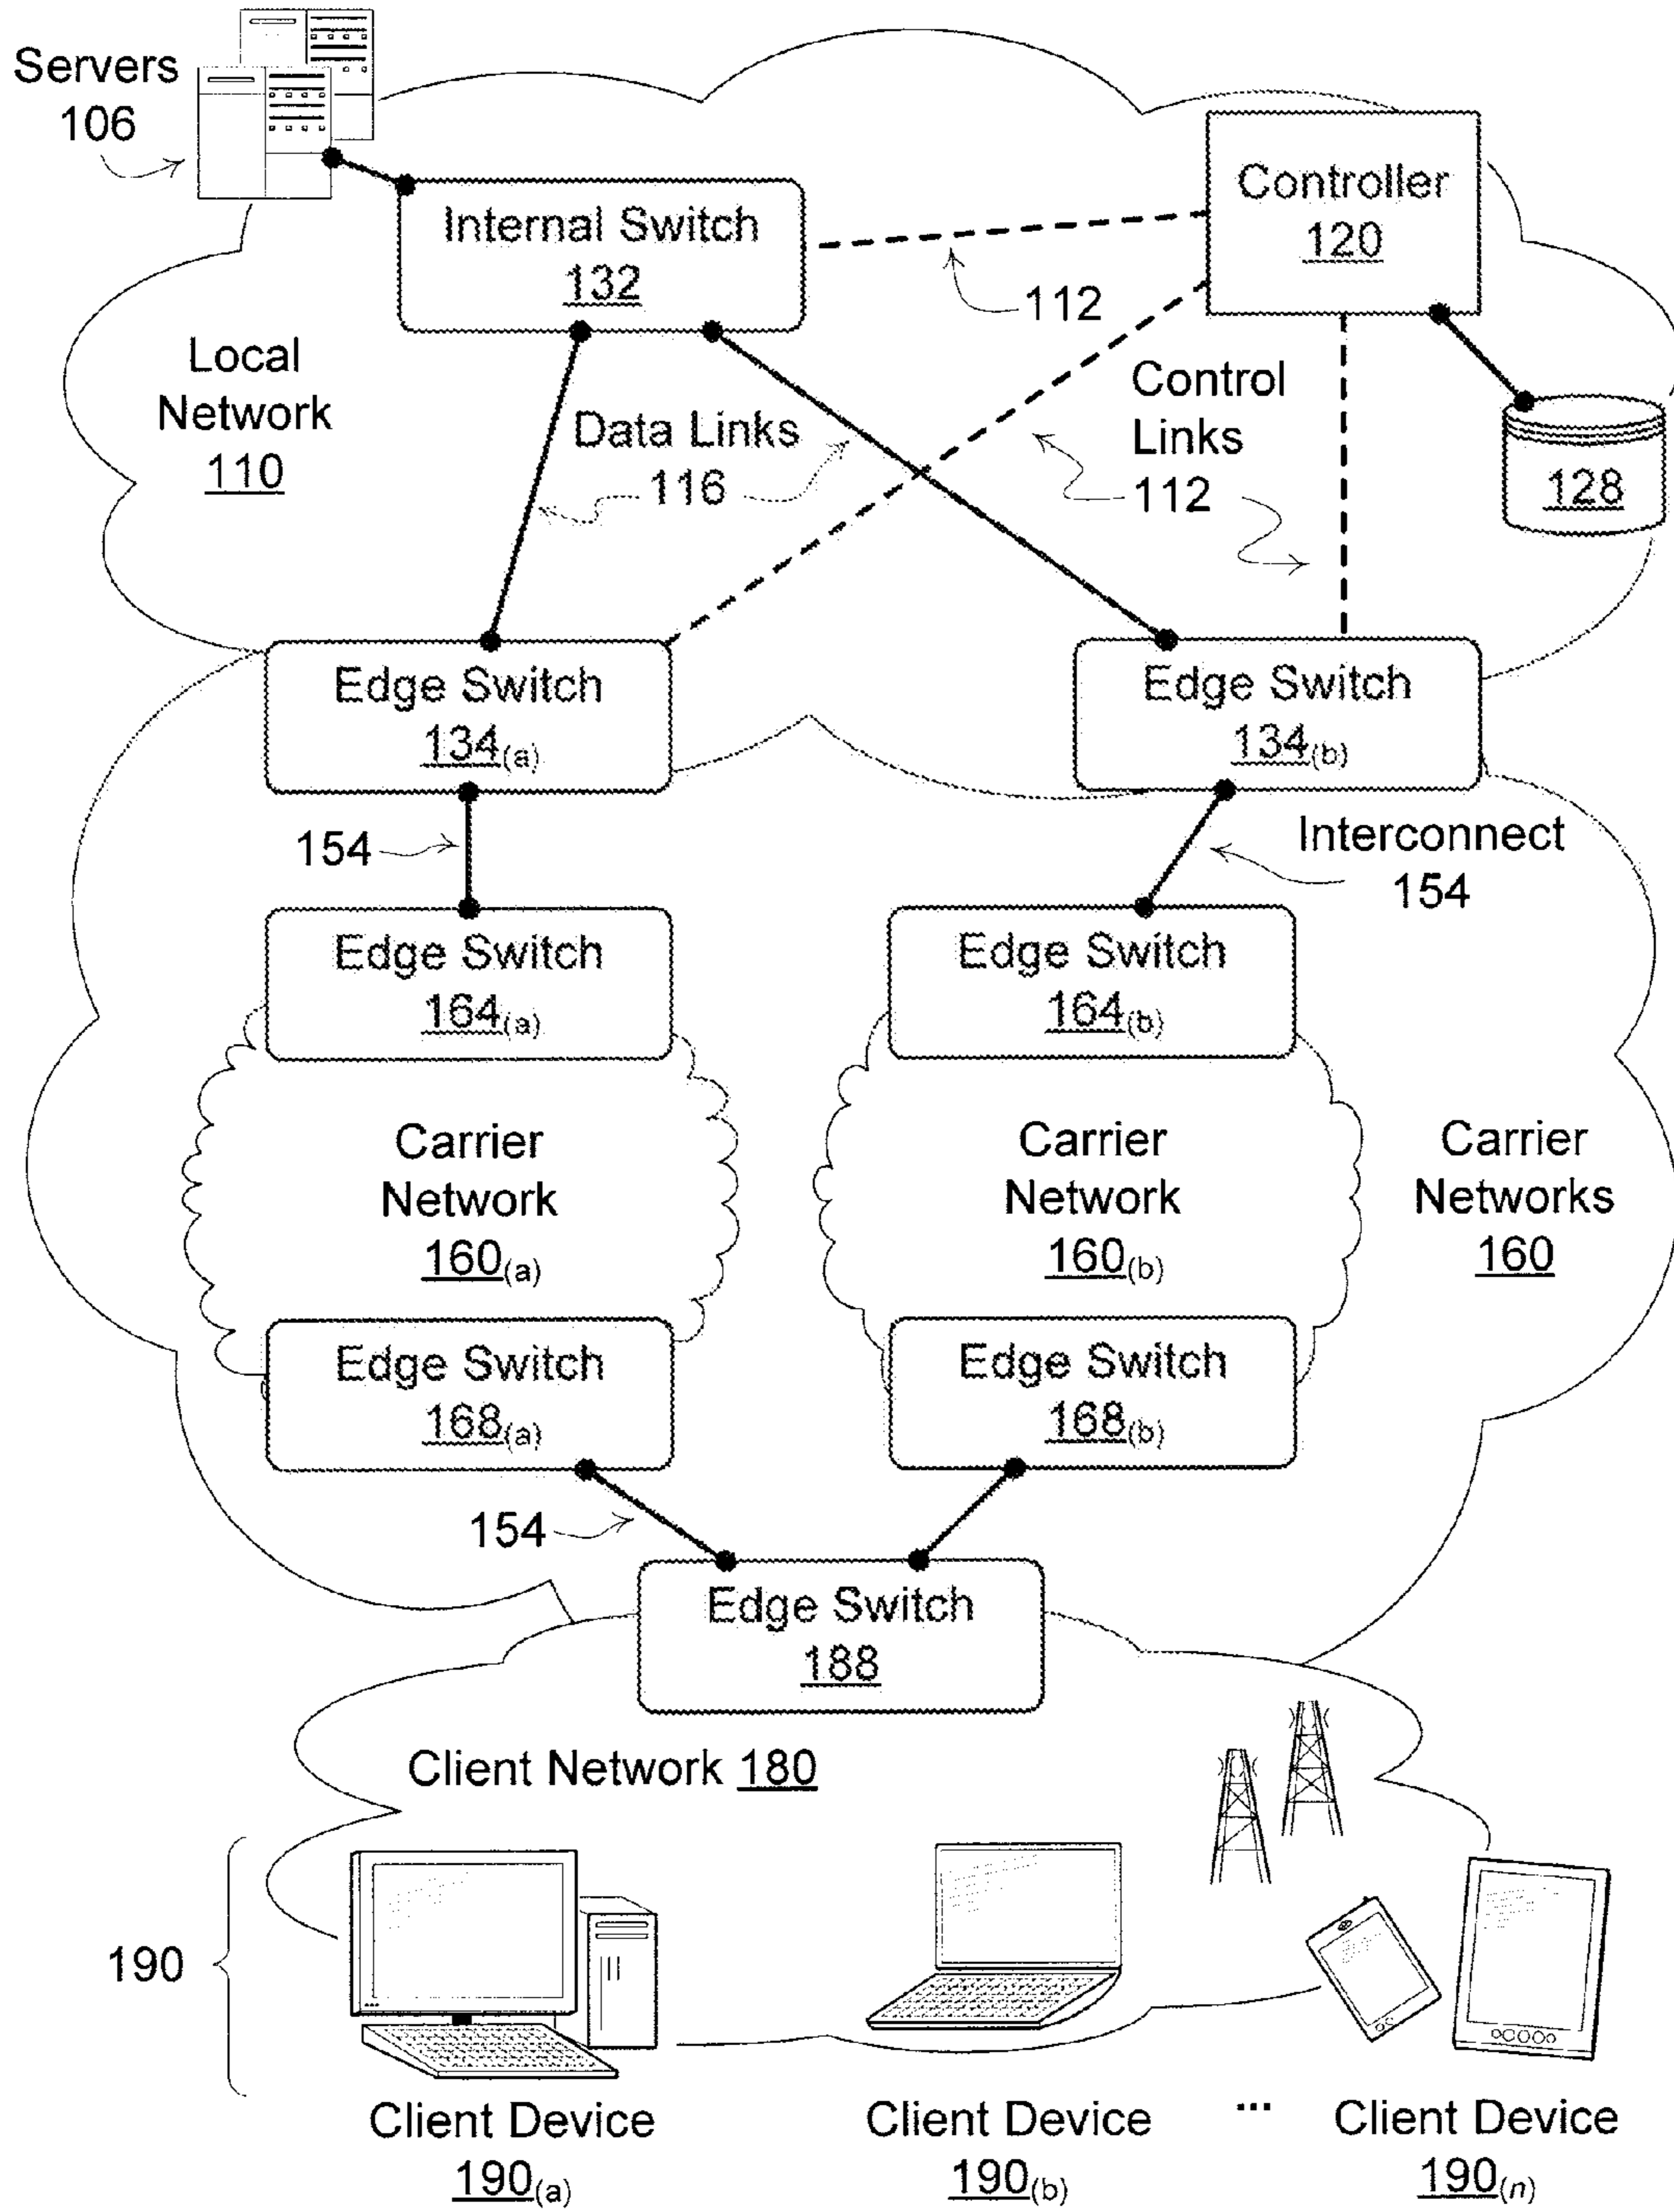 Servers
106
Internal Switch
132
Controller
120
112
Local
Network
110
Data Links
116
Control
Links
112
128
Edge Switch
134(a)
Edge Switch
134(b)
154
Interconnect
154
Edge Switch
164(a)
Edge Switch
164(b)
Carrier
Network
160(a)
Carrier
Network
160(b)
Carrier
Networks
160
Edge Switch
168(a)
Edge Switch
168(b)
154
Edge Switch
188
Client Network 180
190
Client Device
190(a)
Client Device
190(b)
...
Client Device
190(n)